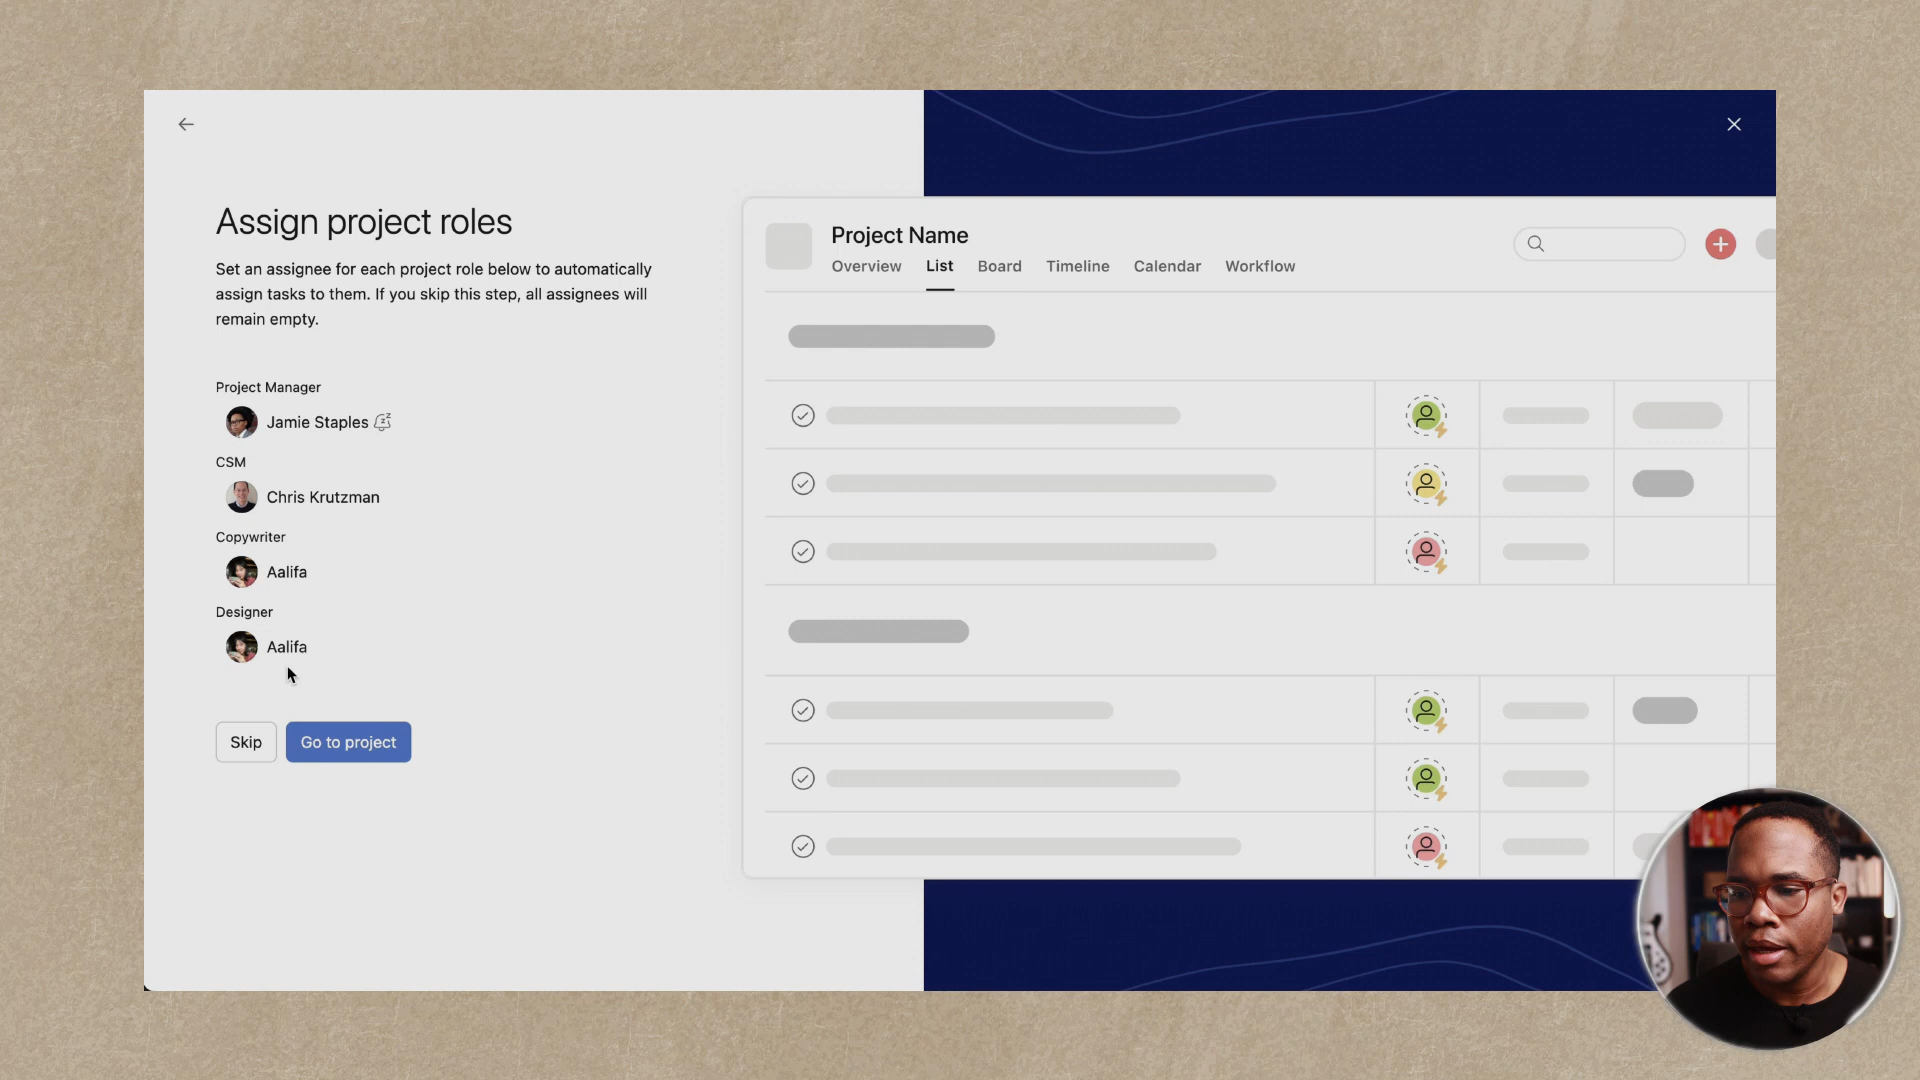 Assign project roles
Set an assignee for each project role below to automatically
assign tasks to them. If you skip this step, all assignees will
remain empty.
Project Manager
Jamie Staples
CSM
Chris Krutzman
Copywriter
Aalifa
Designer
Aalifa
Skip
Go to project
Project Name
Overview
List
Board
Timeline
Calendar
Workflow